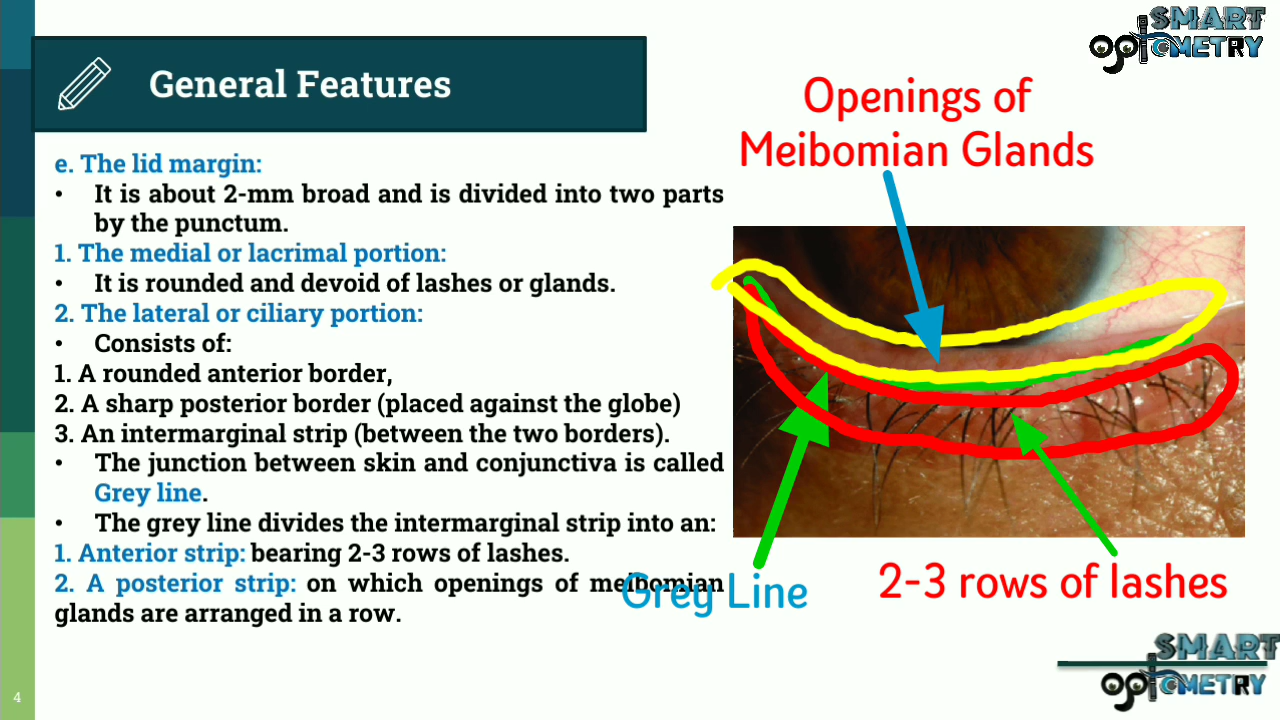 SMART
OPTOMETRY
General Features
Openings of
Meibomian Glands
e. The lid margin:
• It is about 2-mm broad and is divided into two parts
by the punctum.
1. The medial or lacrimal portion:
• It is rounded and devoid of lashes or glands.
2. The lateral or ciliary portion:
• Consists of:
1. A rounded anterior border,
2. A sharp posterior border (placed against the globe)
3. An intermarginal strip (between the two borders).
• The junction between skin and conjunctiva is called
Grey line.
• The grey line divides the intermarginal strip into an:
1. Anterior strip: bearing 2-3 rows of lashes.
2. A posterior strip: on which openings of meibomian
glands are arranged in a row.
Grey Line
2-3 rows of lashes
SMART
OPTOMETRY
4